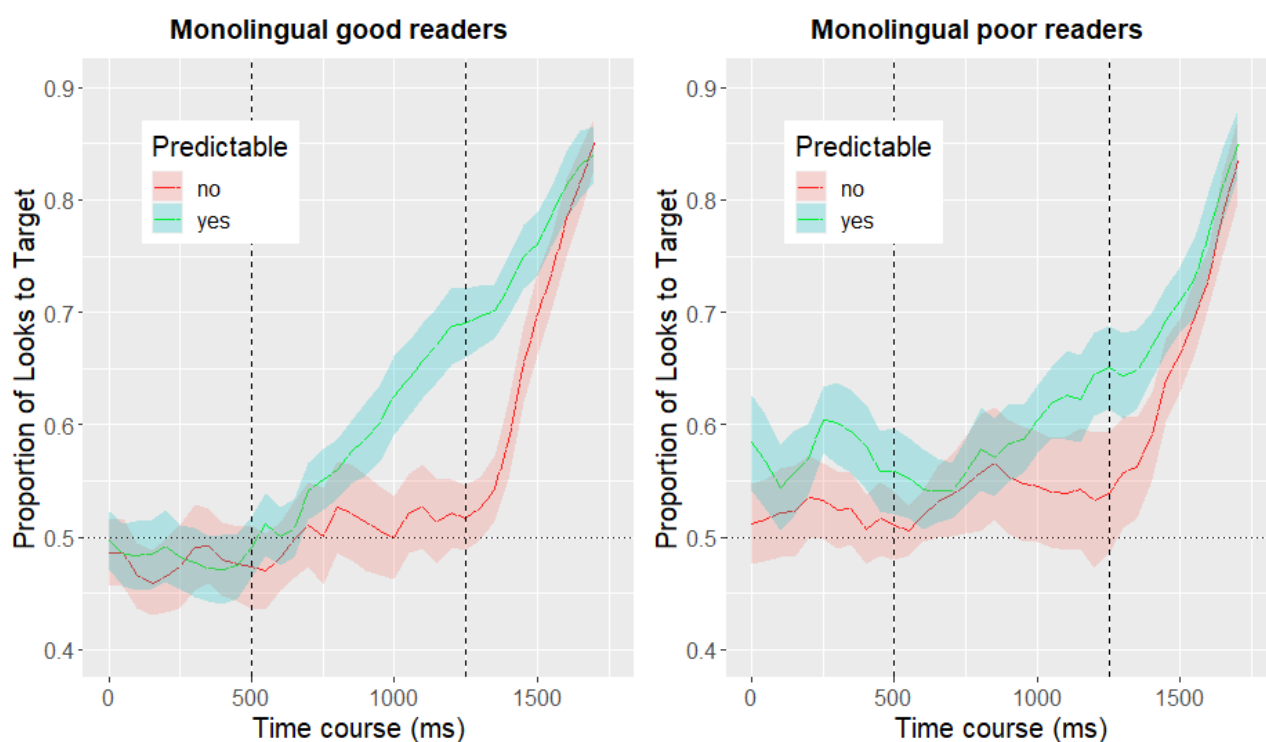 Monolingual good readers
Proportion of Looks to Target
0.9
0.8
0.7
0.6
0.5
0.4
Predictable
no
yes
0
500
1000
1500
Time course (ms)
Monolingual poor readers
Proportion of Looks to Target
0.9
0.8
0.7
0.6
0.5
0.4
Predictable
no
yes
0
500
1000
1500
Time course (ms)